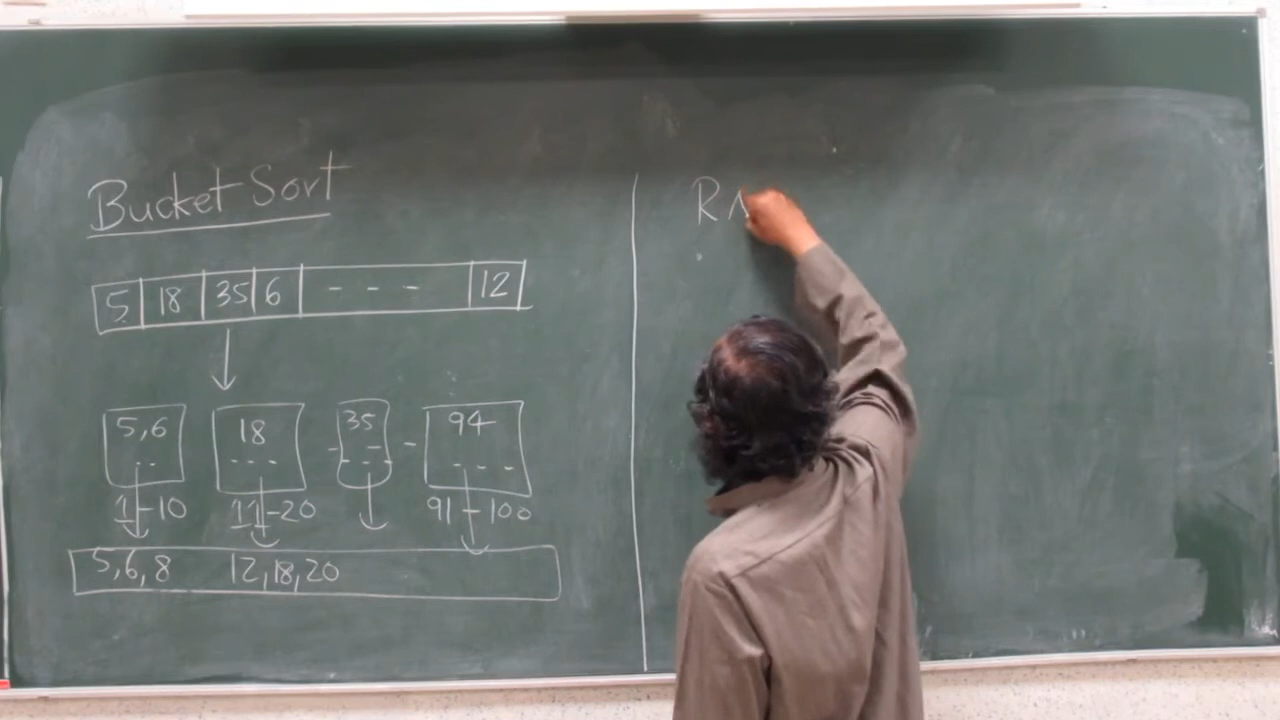 Bucket Sort
5 18 35 6 - - - 12
5,6 18 35 94
1-10 11-20 91-100
5,6,8 12,18,20
R